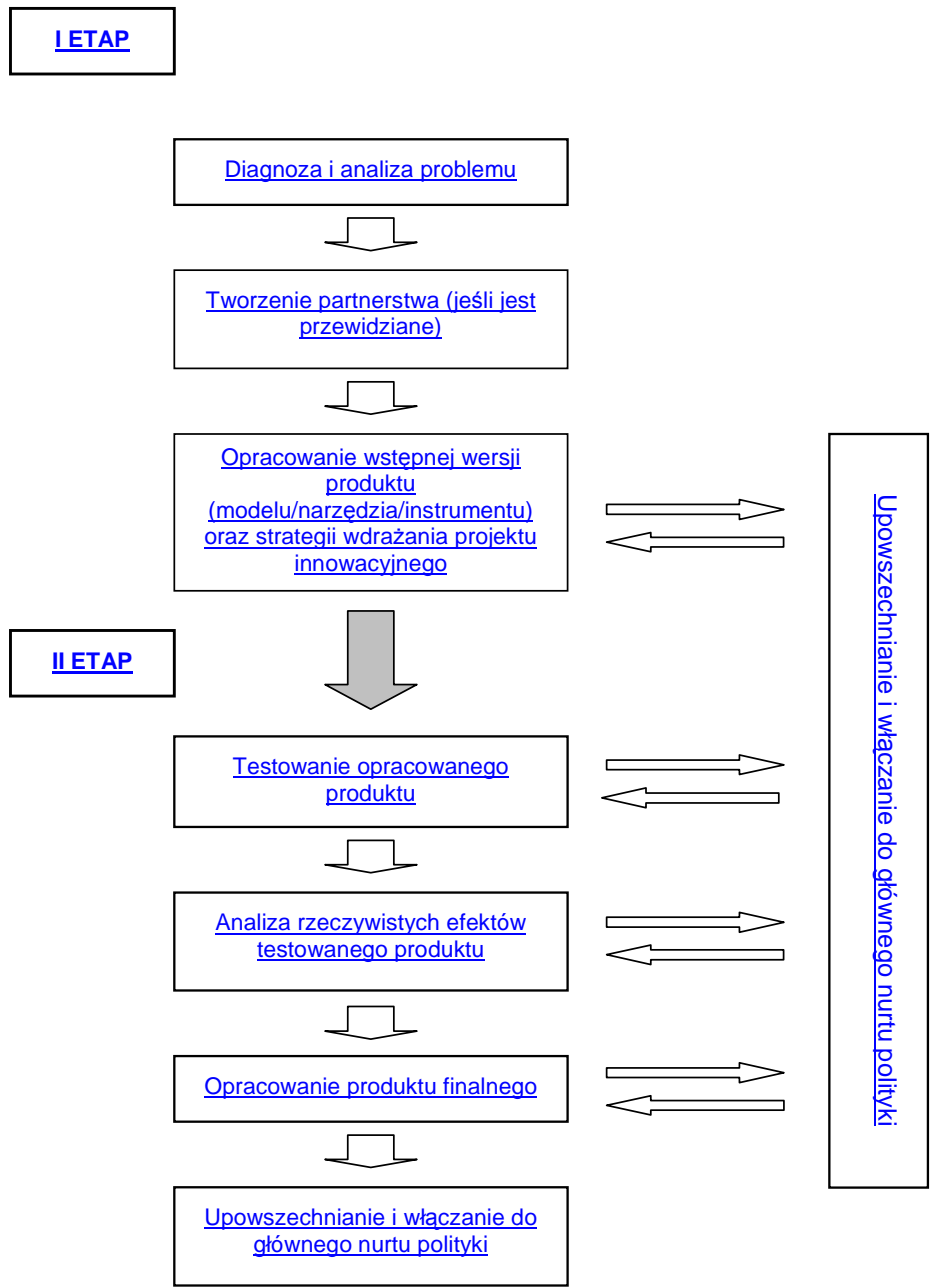 I ETAP
Diagnoza i analiza problemu
Tworzenie partnerstwa (jeśli jest
przewidziane)
Opracowanie wstępnej wersji
produktu
(modelu/narzędzia/instrumentu)
oraz strategii wdrażania projektu
innowacyjnego
Upowszechnianie i włączanie do głównego nurtu polityki
II ETAP
Testowanie opracowanego
produktu
Analiza rzeczywistych efektów
testowanego produktu
Opracowanie produktu finalnego
Upowszechnianie i włączanie do
głównego nurtu polityki